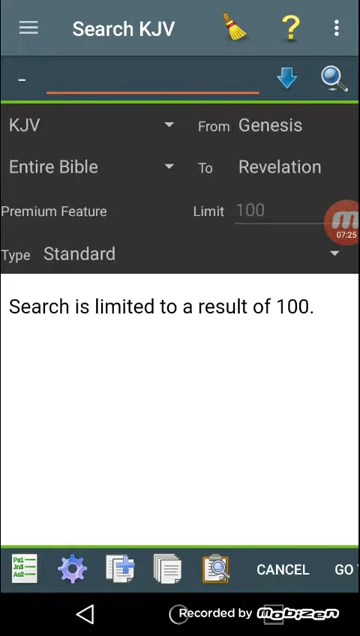 Search KJV
-
KJV From Genesis
Entire Bible To Revelation
Premium Feature Limit 100
07:25
Type Standard
Search is limited to a result of 100.
CANCEL GO
Recorded by mobizen